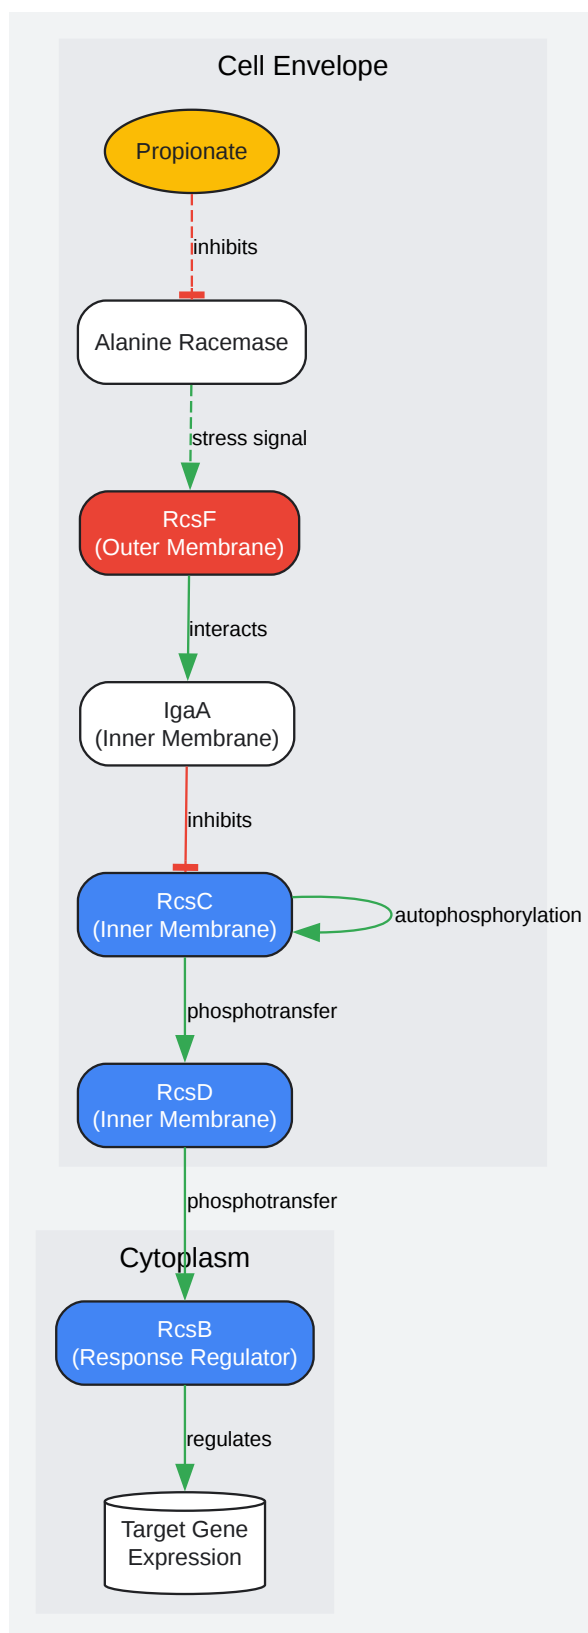 Cell Envelope
Propionate
inhibits
Alanine Racemase
stress signal
RcsF
(Outer Membrane)
interacts
IgaA
(Inner Membrane)
inhibits
RcsC
(Inner Membrane)
autophosphorylation
phosphotransfer
RcsD
(Inner Membrane)
phosphotransfer
Cytoplasm
RcsB
(Response Regulator)
regulates
Target Gene
Expression